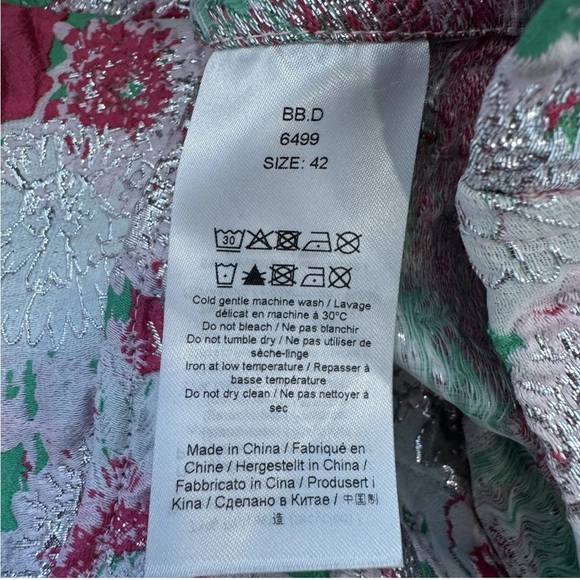 BB.D
6499
SIZE: 42
30
Cold gentle machine wash / Lavage
délicat en machine à 30°C
Do not bleach / Ne pas blanchir
Do not tumble dry / Ne pas utiliser de
sèche-linge
Iron at low temperature / Repasser à
basse température
Do not dry clean / Ne pas nettoyer à
sec
Made in China / Fabriqué en
Chine / Hergestellt in China /
Fabbricato in Cina / Produsert i
Kina / Сделано в Китае / 中国制
造